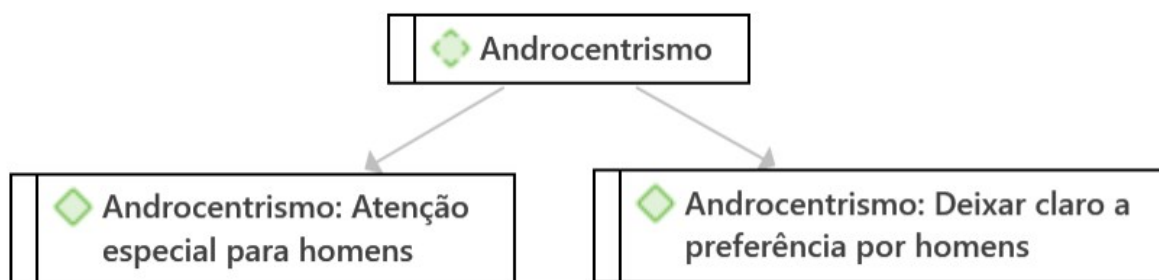 Androcentrismo
Androcentrismo: Atenção
especial para homens
Androcentrismo: Deixar claro a
preferência por homens